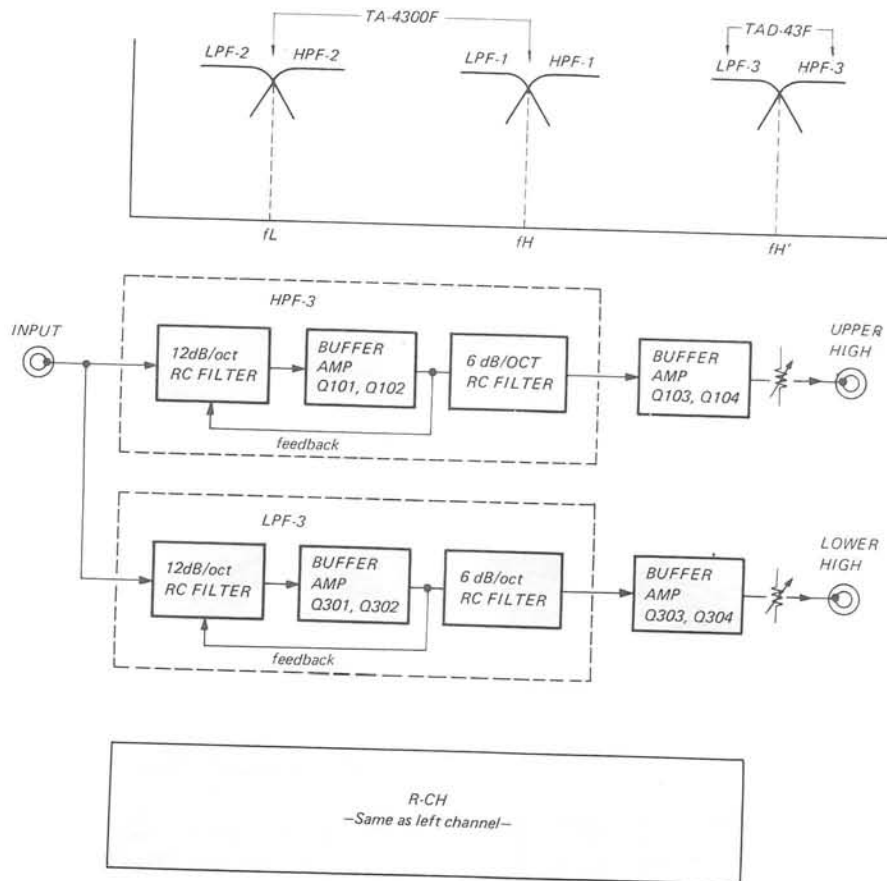 TA-4300F
TAD-43F
LPF-2 HPF-2
LPF-1 HPF-1
LPF-3 HPF-3
fL
fH
fH'
HPF-3
INPUT
12dB/oct
RC FILTER
BUFFER
AMP
Q101, Q102
6 dB/OCT
RC FILTER
BUFFER
AMP
Q103, Q104
UPPER
HIGH
feedback
LPF-3
12dB/oct
RC FILTER
BUFFER
AMP
Q301, Q302
6 dB/oct
RC FILTER
BUFFER
AMP
Q303, Q304
LOWER
HIGH
feedback
R-CH
—Same as left channel—